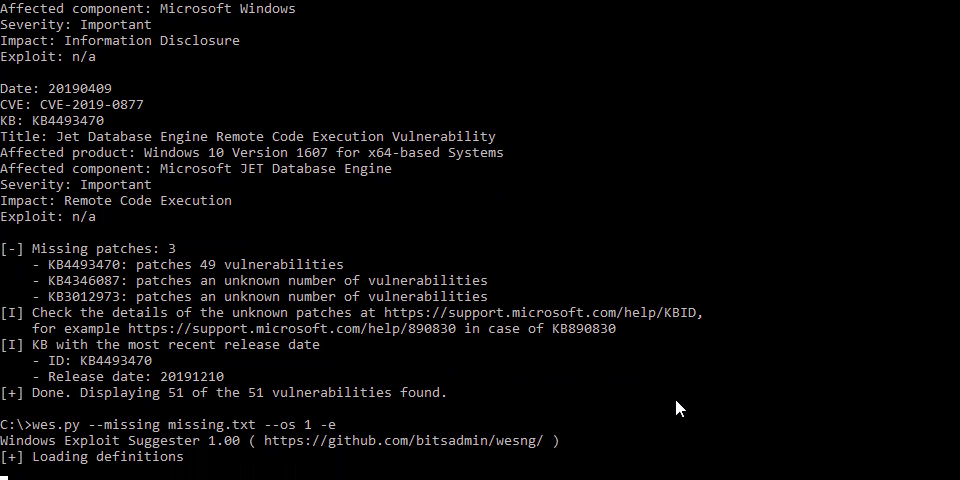 Affected component: Microsoft Windows
Severity: Important
Impact: Information Disclosure
Exploit: n/a
Date: 20190409
CVE: CVE-2019-0877
KB: KB4493470
Title: Jet Database Engine Remote Code Execution Vulnerability
Affected product: Windows 10 Version 1607 for x64-based Systems
Affected component: Microsoft JET Database Engine
Severity: Important
Impact: Remote Code Execution
Exploit: n/a
[-] Missing patches: 3
    - KB4493470: patches 49 vulnerabilities
    - KB4346087: patches an unknown number of vulnerabilities
    - KB3012973: patches an unknown number of vulnerabilities
[I] Check the details of the unknown patches at https://support.microsoft.com/help/KBID,
    for example https://support.microsoft.com/help/890830 in case of KB890830
[I] KB with the most recent release date
    - ID: KB4493470
    - Release date: 20191210
[+] Done. Displaying 51 of the 51 vulnerabilities found.
C:\>wes.py --missing missing.txt --os 1 -e
Windows Exploit Suggester 1.00 ( https://github.com/bitsadmin/wesng/ )
[+] Loading definitions